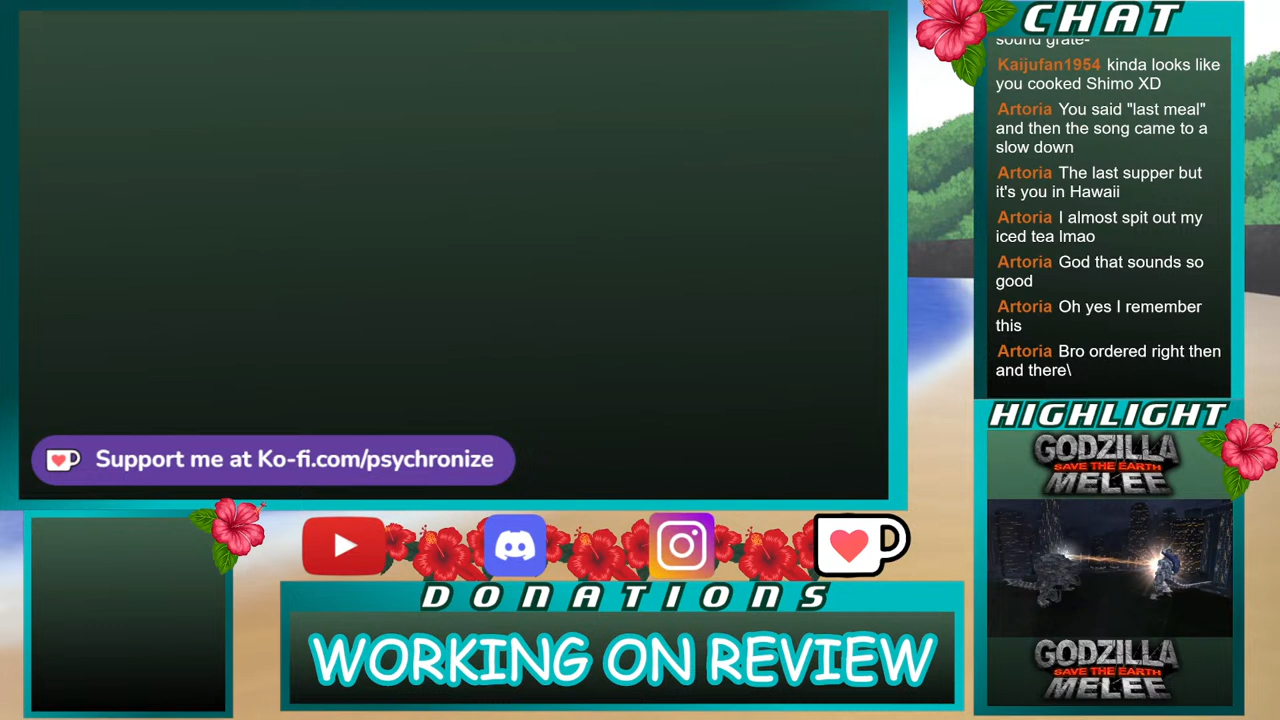 CHAT
sound grate-
Kaijufan1954 kinda looks like
you cooked Shimo XD
Artoria You said "last meal"
and then the song came to a
slow down
Artoria The last supper but
it's you in Hawaii
Artoria I almost spit out my
iced tea lmao
Artoria God that sounds so
good
Artoria Oh yes I remember
this
Artoria Bro ordered right then
and there\
Support me at Ko-fi.com/psychronize
HIGHLIGHT
GODZILLA
SAVE THE EARTH
MELEE
DONATIONS
WORKING ON REVIEW
GODZILLA
SAVE THE EARTH
MELEE